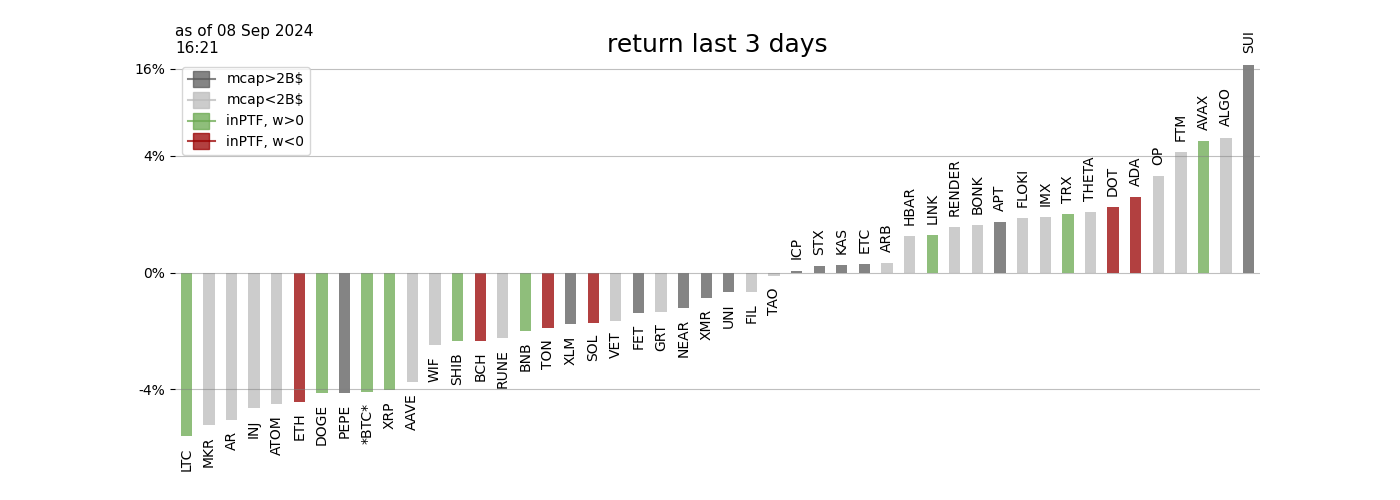 as of 08 Sep 2024
16:21
return last 3 days
mcap>2B$
mcap<2B$
inPTF, w>0
inPTF, w<0
16%
4%
0%
-4%
LTC
MKR
AR
INJ
ATOM
ETH
DOGE
PEPE
*BTC*
XRP
AAVE
WIF
SHIB
BCH
RUNE
BNB
TON
XLM
SOL
VET
FET
GRT
NEAR
XMR
UNI
FIL
TAO
ICP
STX
KAS
ETC
ARB
HBAR
LINK
RENDER
BONK
APT
FLOKI
IMX
TRX
THETA
DOT
ADA
OP
FTM
AVAX
ALGO
SUI